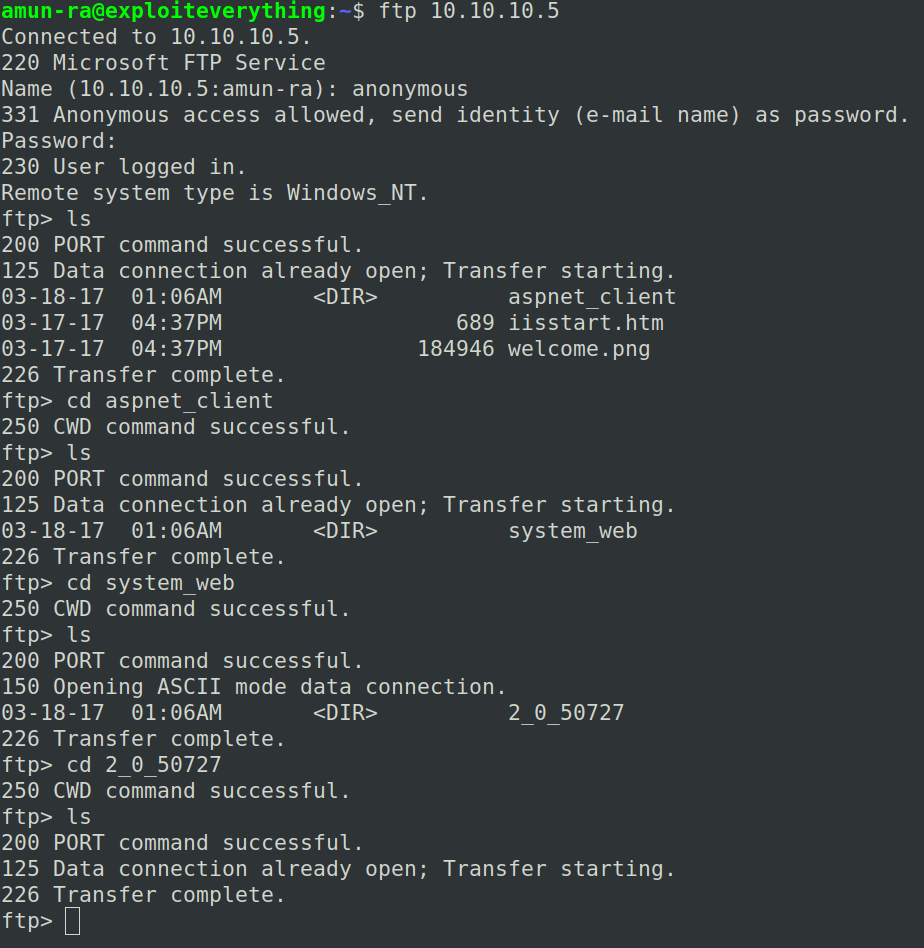 amun-ra@exploiteverything:~$ ftp 10.10.10.5
Connected to 10.10.10.5.
220 Microsoft FTP Service
Name (10.10.10.5:amun-ra): anonymous
331 Anonymous access allowed, send identity (e-mail name) as password.
Password:
230 User logged in.
Remote system type is Windows_NT.
ftp> ls
200 PORT command successful.
125 Data connection already open; Transfer starting.
03-18-17  01:06AM       <DIR>          aspnet_client
03-17-17  04:37PM                  689 iisstart.htm
03-17-17  04:37PM               184946 welcome.png
226 Transfer complete.
ftp> cd aspnet_client
250 CWD command successful.
ftp> ls
200 PORT command successful.
125 Data connection already open; Transfer starting.
03-18-17  01:06AM       <DIR>          system_web
226 Transfer complete.
ftp> cd system_web
250 CWD command successful.
ftp> ls
200 PORT command successful.
150 Opening ASCII mode data connection.
03-18-17  01:06AM       <DIR>          2_0_50727
226 Transfer complete.
ftp> cd 2_0_50727
250 CWD command successful.
ftp> ls
200 PORT command successful.
125 Data connection already open; Transfer starting.
226 Transfer complete.
ftp>